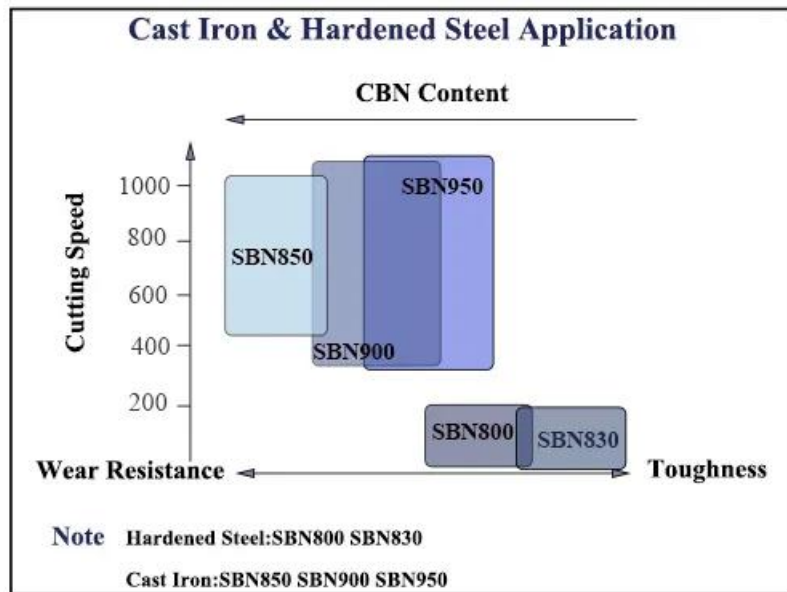 Cast Iron & Hardened Steel Application
CBN Content
Cutting Speed
1000
800
600
400
200
SBN850
SBN900
SBN950
SBN800
SBN830
Wear Resistance
Toughness
Note
Hardened Steel:SBN800 SBN830
Cast Iron:SBN850 SBN900 SBN950